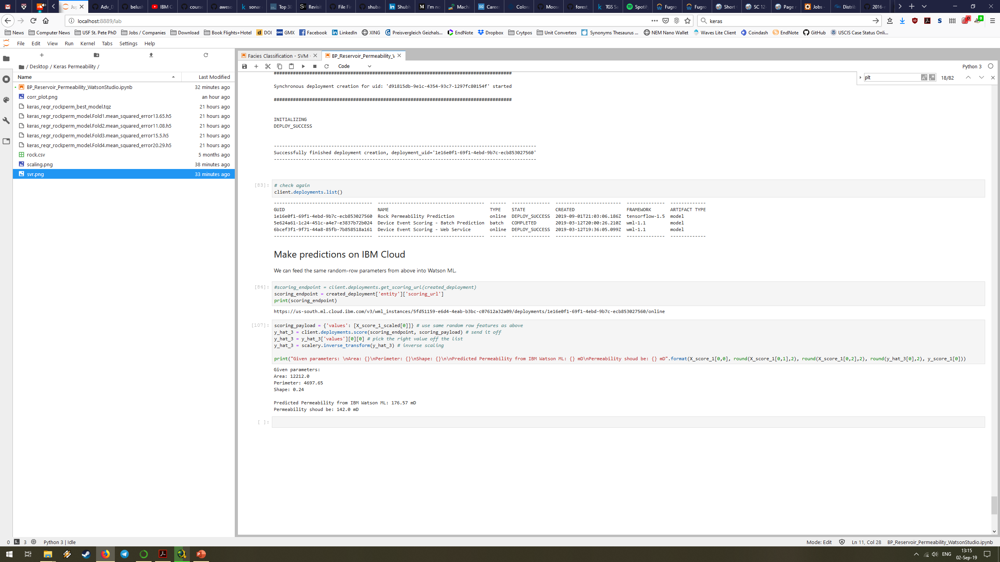 Jup
Adv_D
belush
IBM C
course
aweso
sonar
Top 30
Revisit
File Fi
shuba
Shubh
I'm no
Machi
Career
Colora
Moose
forest_
TGS Sa
Spotify
Fugro
Fugro
Short
SC 12-
Page n
Jobs -
Distrib
2016-
localhost:8889/lab
keras
News
Computer News
USF St. Pete PhD
Jobs / Companies
Download
Book Flights+Hotel
DOI
GMX
Facebook
LinkedIn
XING
Preisvergleich Geizhals...
EndNote
Dropbox
Crytpos
Unit Converters
Synonyms Thesaurus ...
NEM Nano Wallet
Waves Lite Client
Coindash
EndNote
GitHub
USCIS Case Status Onli...
File Edit View Run Kernel Tabs Settings Help
/ Desktop / Keras Permeability /
Name Last Modified
BP_Reservoir_Permeability_WatsonStudio.ipynb 32 minutes ago
corr_plot.png an hour ago
keras_regr_rockperm_best_model.tgz 21 hours ago
keras_regr_rockperm_model.Fold1.mean_squared_error13.65.h5 21 hours ago
keras_regr_rockperm_model.Fold2.mean_squared_error11.08.h5 21 hours ago
keras_regr_rockperm_model.Fold3.mean_squared_error15.5.h5 21 hours ago
keras_regr_rockperm_model.Fold4.mean_squared_error20.29.h5 21 hours ago
rock.csv 5 months ago
scaling.png 38 minutes ago
svr.png 33 minutes ago
Facies Classification - SVM
BP_Reservoir_Permeability_W
Code
Python 3
plt 18/82
#######################################################################################
Synchronous deployment creation for uid: 'd91815db-9e1c-4354-93c7-1297fc80154f' started
#######################################################################################
INITIALIZING
DEPLOY_SUCCESS
------------------------------------------------------------------------------------------------
Successfully finished deployment creation, deployment_uid='1e16e0f1-69f1-4ebd-9b7c-ecb853027560'
------------------------------------------------------------------------------------------------
[83]: # check again
client.deployments.list()
------------------------------------  ---------------------------------------  ------  --------------  ------------------------  --------------  -------------
GUID NAME TYPE STATE CREATED FRAMEWORK ARTIFACT TYPE
1e16e0f1-69f1-4ebd-9b7c-ecb853027560 Rock Permeability Prediction online DEPLOY_SUCCESS 2019-09-01T21:03:06.186Z tensorflow-1.5 model
5e624a61-1c24-451c-a4e7-e3837b72b024 Device Event Scoring - Batch Prediction batch COMPLETED 2019-03-12T20:00:26.210Z wml-1.1 model
6bcef3f1-9f71-44a8-85fb-7b858518a161 Device Event Scoring - Web Service online DEPLOY_SUCCESS 2019-03-12T19:36:05.099Z wml-1.1 model
------------------------------------  ---------------------------------------  ------  --------------  ------------------------  --------------  -------------
Make predictions on IBM Cloud
We can feed the same random-row parameters from above into Watson ML.
[84]: #scoring_endpoint = client.deployments.get_scoring_url(created_deployment)
scoring_endpoint = created_deployment['entity']['scoring_url']
print(scoring_endpoint)
https://us-south.ml.cloud.ibm.com/v3/wml_instances/5fd51159-e6d4-4eab-b3bc-c07612a32a09/deployments/1e16e0f1-69f1-4ebd-9b7c-ecb853027560/online
[107]: scoring_payload = {'values': [X_score_1_scaled[0]]} # use same random row features as above
y_hat_3 = client.deployments.score(scoring_endpoint, scoring_payload) # send it off
y_hat_3 = y_hat_3['values'][0][0] # pick the right value off the list
y_hat_3 = scalery.inverse_transform(y_hat_3) # inverse scaling
print("Given parameters: \nArea: {}\nPerimeter: {}\nShape: {}\n\nPredicted Permeability from IBM Watson ML: {} mD\nPermeability shoud be: {} mD".format(X_score_1[0,0], round(X_score_1[0,1],2), round(X_score_1[0,2],2), round(y_hat_3[0],2), y_score_1[0]))
Given parameters:
Area: 12212.0
Perimeter: 4697.65
Shape: 0.24
Predicted Permeability from IBM Watson ML: 176.57 mD
Permeability shoud be: 142.0 mD
[ ]:
0 3 Python 3 | Idle
Mode: Edit Ln 11, Col 28 BP_Reservoir_Permeability_WatsonStudio.ipynb
ENG
13:15
02-Sep-19